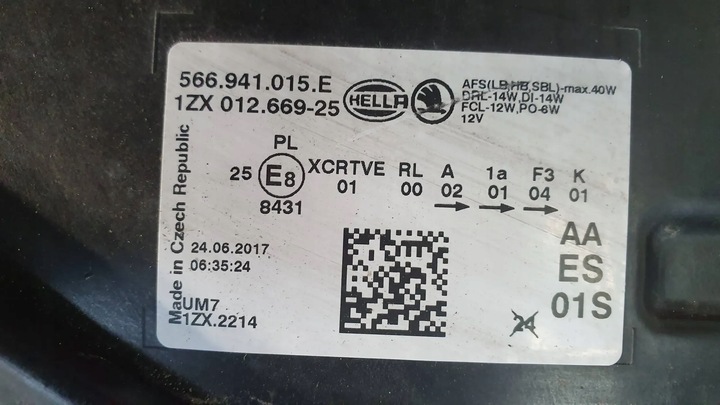 566.941.015.E
1ZX 012.669-25
HELLA
AFS(LB,HB,SBL)-max.40W
DRL-14W,DI-14W
FCL-12W,PO-6W
12V
PL
25 E8 XCRTVE RL A 1a F3 K
01 00 02 01 04 01
8431
Made in Czech Republic
24.06.2017
06:35:24
UM7
1ZX.2214
AA
ES
01S
24